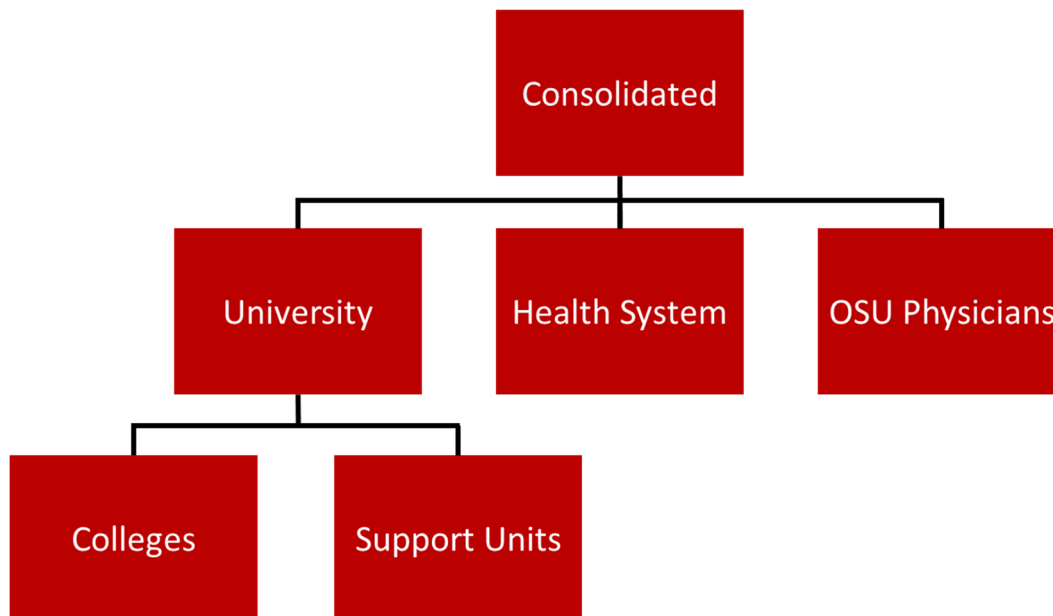 Consolidated
University
Health System
OSU Physicians
Colleges
Support Units